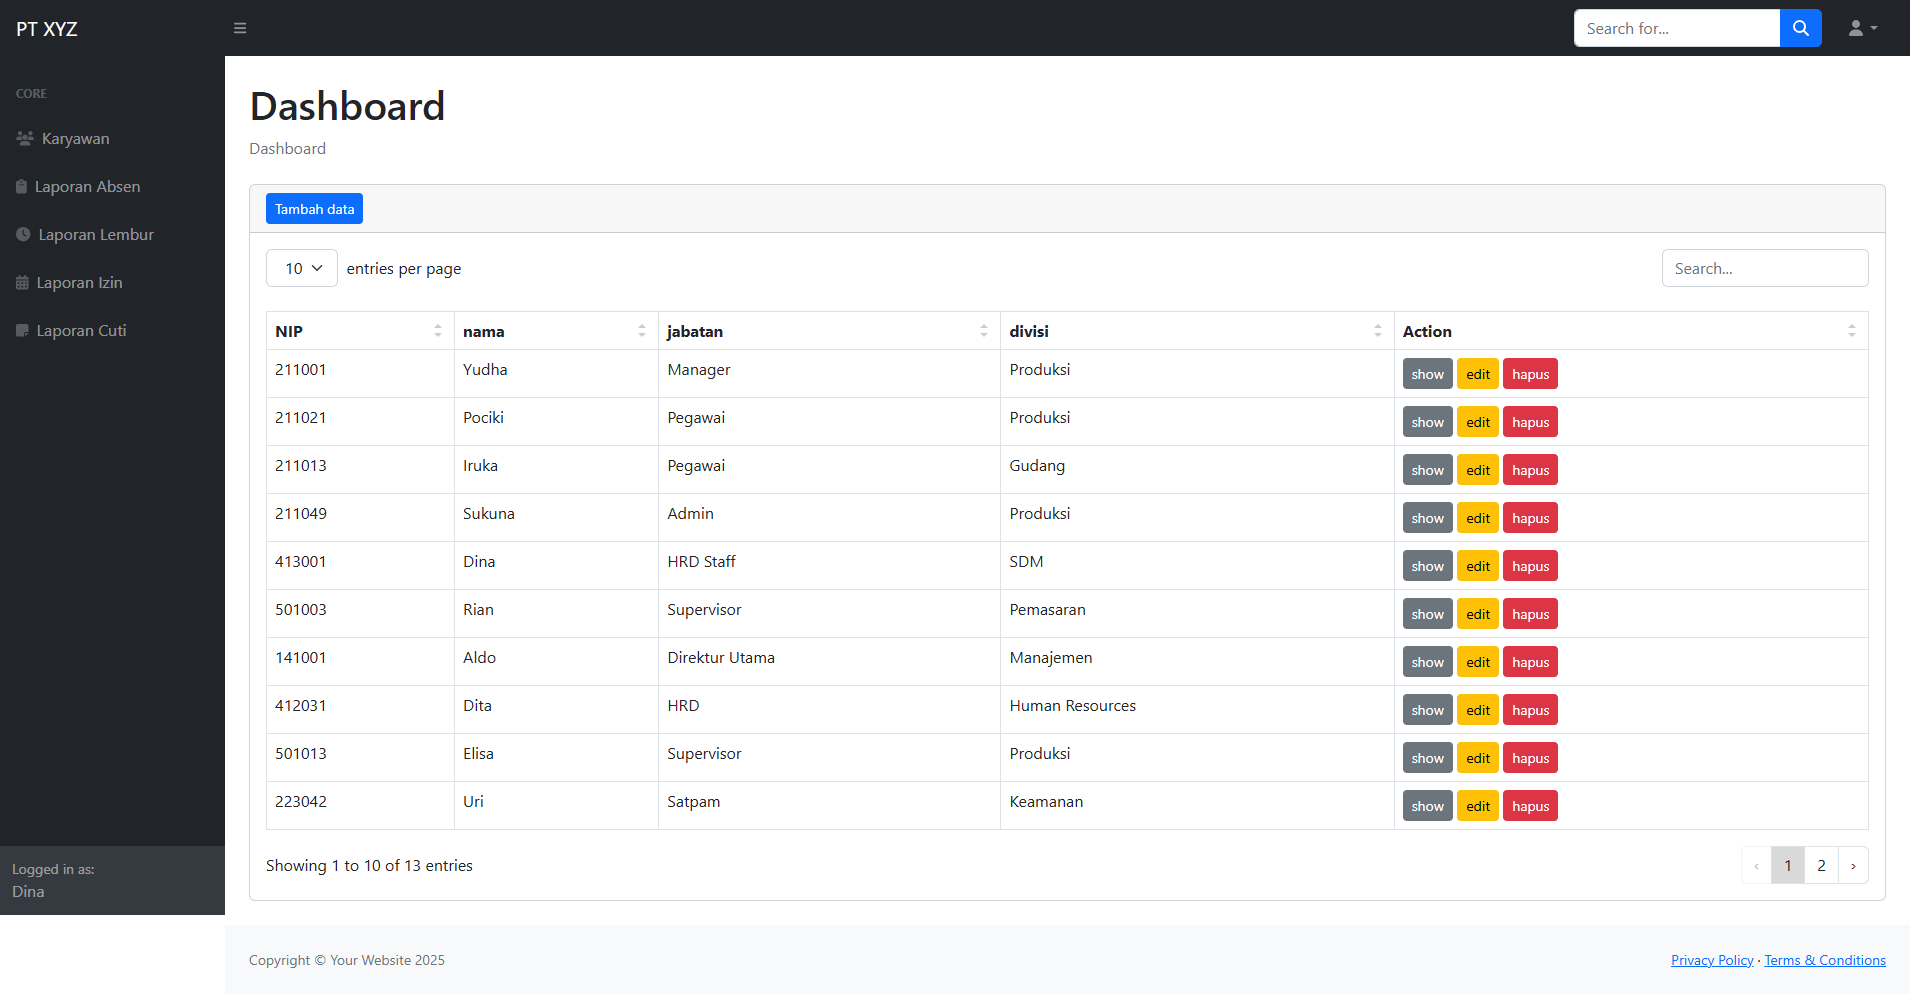 PT XYZ
Search for...
CORE
Karyawan
Laporan Absen
Laporan Lembur
Laporan Izin
Laporan Cuti
Logged in as:
Dina
Dashboard
Dashboard
Tambah data
10 entries per page
Search...
NIP nama jabatan divisi Action
211001 Yudha Manager Produksi show edit hapus
211021 Pociki Pegawai Produksi show edit hapus
211013 Iruka Pegawai Gudang show edit hapus
211049 Sukuna Admin Produksi show edit hapus
413001 Dina HRD Staff SDM show edit hapus
501003 Rian Supervisor Pemasaran show edit hapus
141001 Aldo Direktur Utama Manajemen show edit hapus
412031 Dita HRD Human Resources show edit hapus
501013 Elisa Supervisor Produksi show edit hapus
223042 Uri Satpam Keamanan show edit hapus
Showing 1 to 10 of 13 entries ‹ 1 2 ›
Copyright © Your Website 2025 Privacy Policy · Terms & Conditions